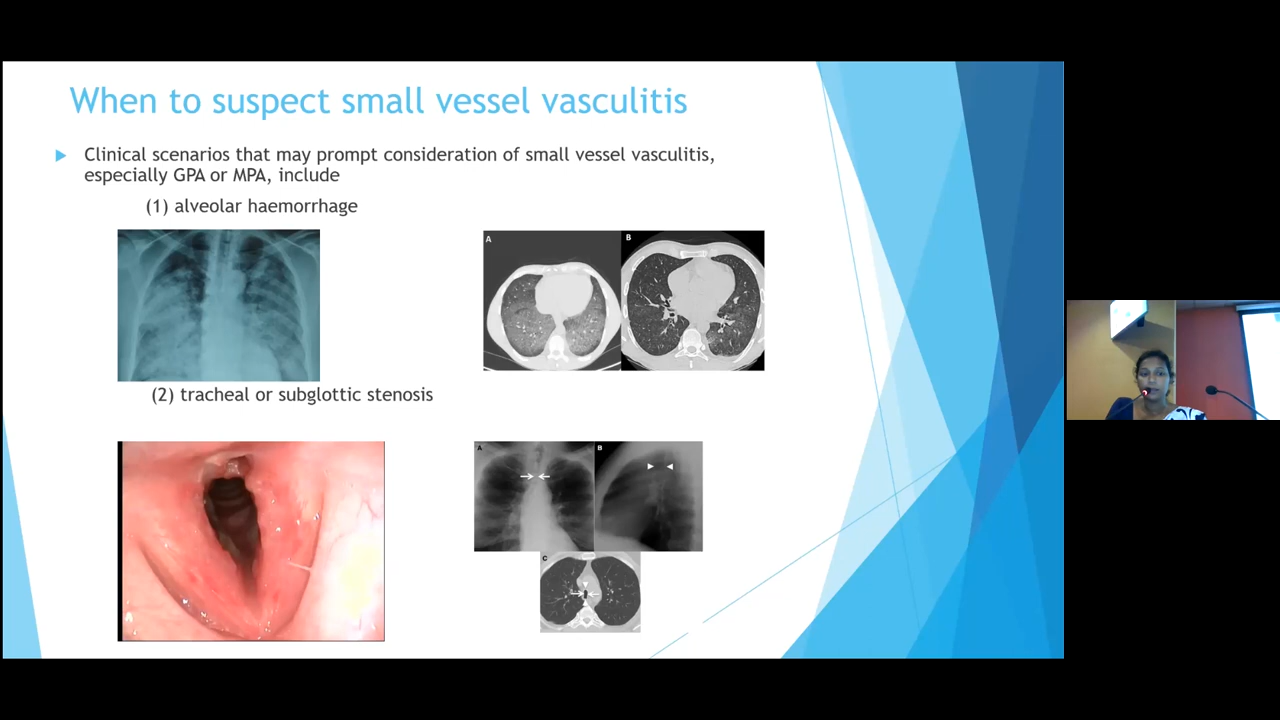 When to suspect small vessel vasculitis
Clinical scenarios that may prompt consideration of small vessel vasculitis,
especially GPA or MPA, include
(1) alveolar haemorrhage
A
B
(2) tracheal or subglottic stenosis
A
B
C